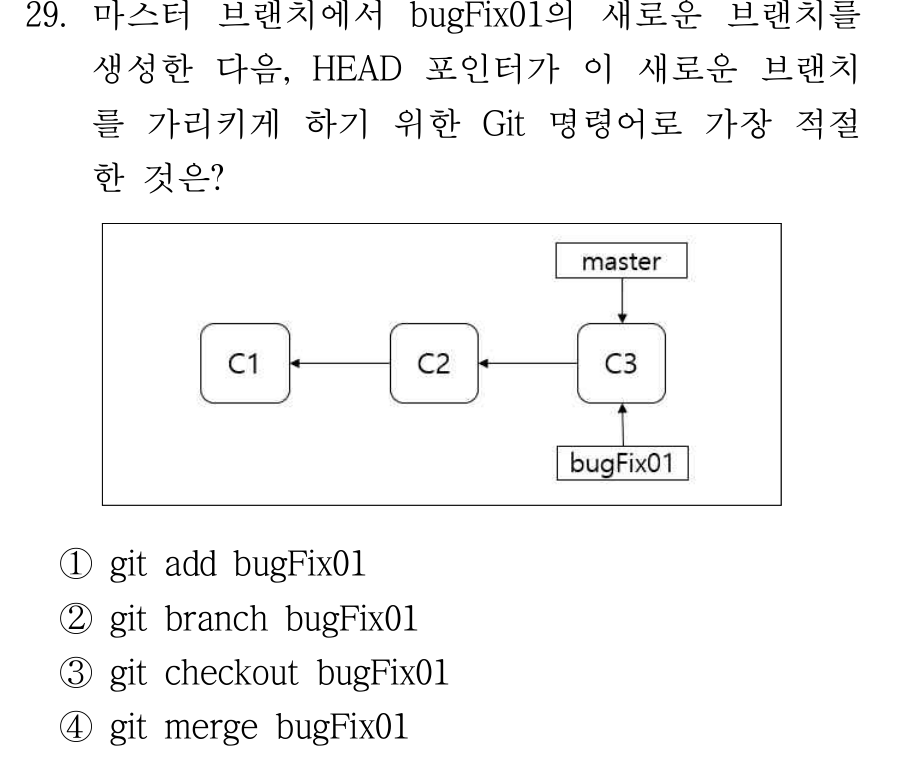 29. 마스터 브랜치에서 bugFix01의 새로운 브랜치를
생성한 다음, HEAD 포인터가 이 새로운 브랜치
를 가리키게 하기 위한 Git 명령어로 가장 적절
한 것은?
master
C1
C2
C3
bugFix01
① git add bugFix01
② git branch bugFix01
③ git checkout bugFix01
④ git merge bugFix01